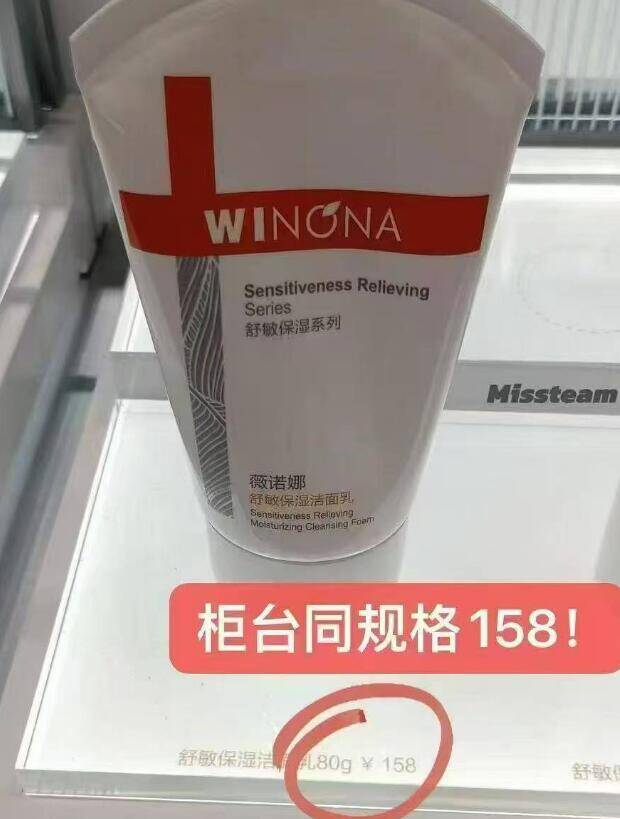 WINONA
Sensitiveness Relieving
Series
舒敏保湿系列
Missteam
薇诺娜
舒敏保湿洁面乳
Sensitiveness Relieving
Moisturizing Cleansing Foam
柜台同规格158!
舒敏保湿洁面乳80g ¥ 158
舒敏